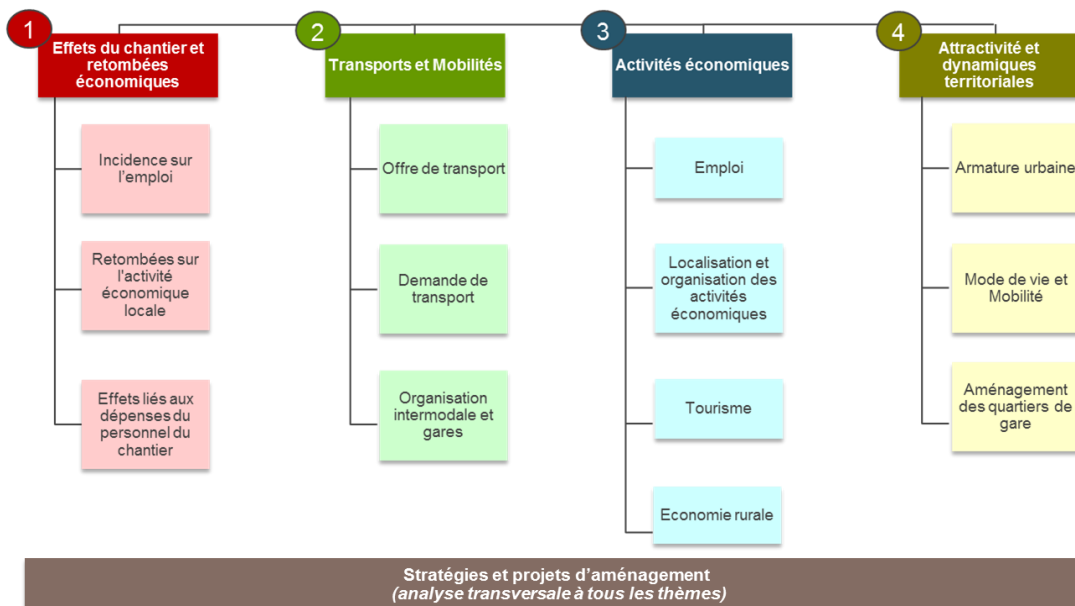 1
Effets du chantier et
retombées
économiques
Incidence sur
l'emploi
Retombées sur
l'activité
économique
locale
Effets liés aux
dépenses du
personnel du
chantier
2
Transports et Mobilités
Offre de transport
Demande de
transport
Organisation
intermodale et
gares
3
Activités économiques
Emploi
Localisation et
organisation des
activités
économiques
Tourisme
Economie rurale
4
Attractivité et
dynamiques
territoriales
Armature urbaine
Mode de vie et
Mobilité
Aménagement
des quartiers de
gare
Stratégies et projets d'aménagement
(analyse transversale à tous les thèmes)